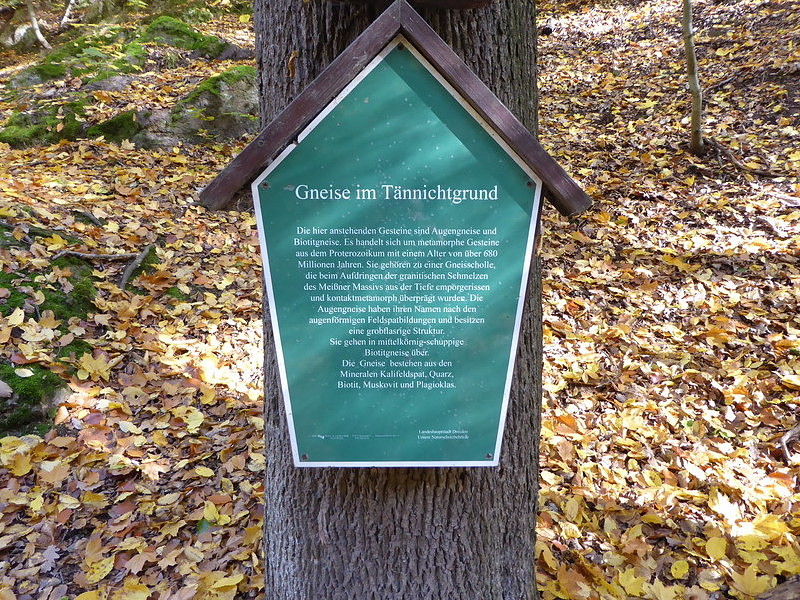 Gneise im Tännichtgrund
Die hier anstehenden Gesteine sind Augengneise und
Biotitgneise. Es handelt sich um metamorphe Gesteine
aus dem Proterozoikum mit einem Alter von über 680
Millionen Jahren. Sie gehören zu einer Gneisscholle,
die beim Aufdringen der granitischen Schmelzen
des Meißner Massivs aus der Tiefe emporgerissen
und kontaktmetamorph überprägt wurde. Die
Augengneise haben ihren Namen nach den
augenförmigen Feldspatbildungen und besitzen
eine grobflasrige Struktur.
Sie gehen in mittelkörnig-schuppige
Biotitgneise über.
Die Gneise bestehen aus den
Mineralen Kalifeldspat, Quarz,
Biotit, Muskovit und Plagioklas.
Landeshauptstadt Dresden
Untere Naturschutzbehörde